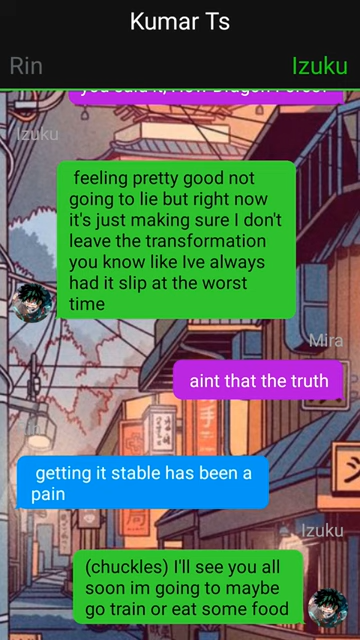 Kumar Ts
Rin
Izuku
Izuku
feeling pretty good not
going to lie but right now
it's just making sure I don't
leave the transformation
you know like Ive always
had it slip at the worst
time
Mira
aint that the truth
getting it stable has been a
pain
Izuku
(chuckles) I'll see you all
soon im going to maybe
go train or eat some food